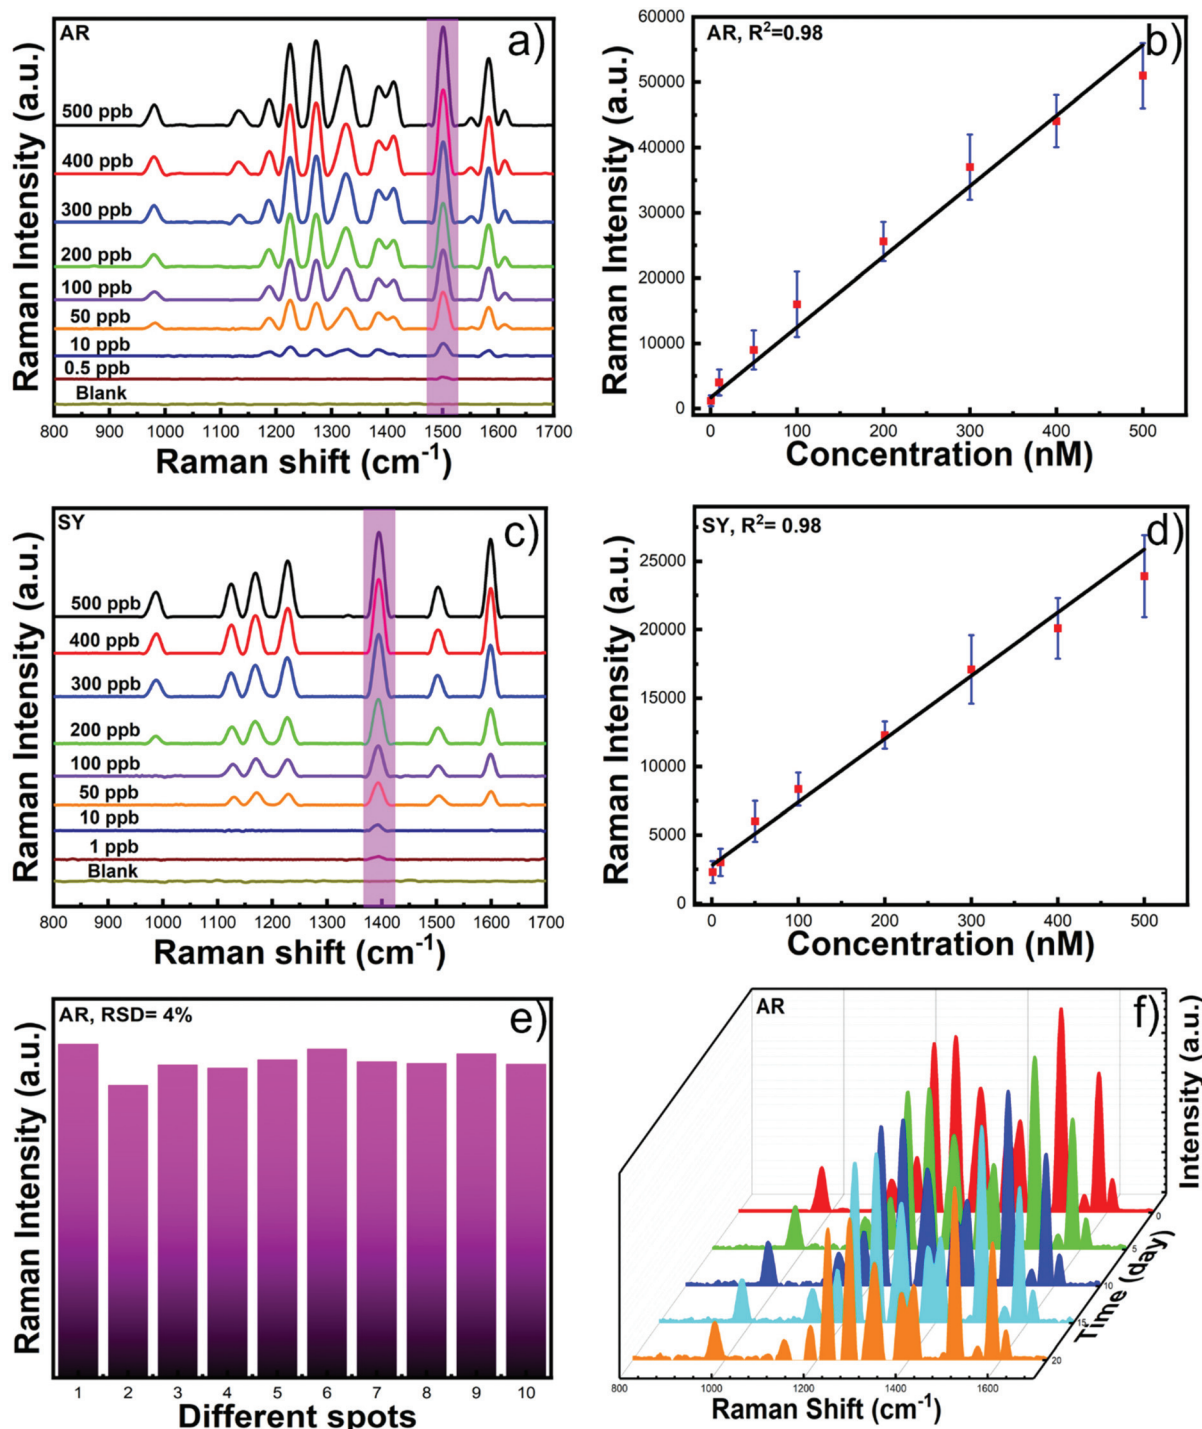 AR
a)
500 ppb
400 ppb
300 ppb
200 ppb
100 ppb
50 ppb
10 ppb
0.5 ppb
Blank
800 900 1000 1100 1200 1300 1400 1500 1600 1700
Raman shift (cm⁻¹)
Raman Intensity (a.u.)
AR, R²=0.98
b)
60000
50000
40000
30000
20000
10000
0
0 100 200 300 400 500
Concentration (nM)
Raman Intensity (a.u.)
SY
c)
500 ppb
400 ppb
300 ppb
200 ppb
100 ppb
50 ppb
10 ppb
1 ppb
Blank
800 900 1000 1100 1200 1300 1400 1500 1600 1700
Raman shift (cm⁻¹)
Raman Intensity (a.u.)
SY, R²= 0.98
d)
25000
20000
15000
10000
5000
0
0 100 200 300 400 500
Concentration (nM)
Raman Intensity (a.u.)
AR, RSD= 4%
e)
1 2 3 4 5 6 7 8 9 10
Different spots
Raman Intensity (a.u.)
AR
f)
Intensity (a.u.)
0
5
10
15
20
Time (day)
800 1000 1200 1400 1600
Raman Shift (cm⁻¹)